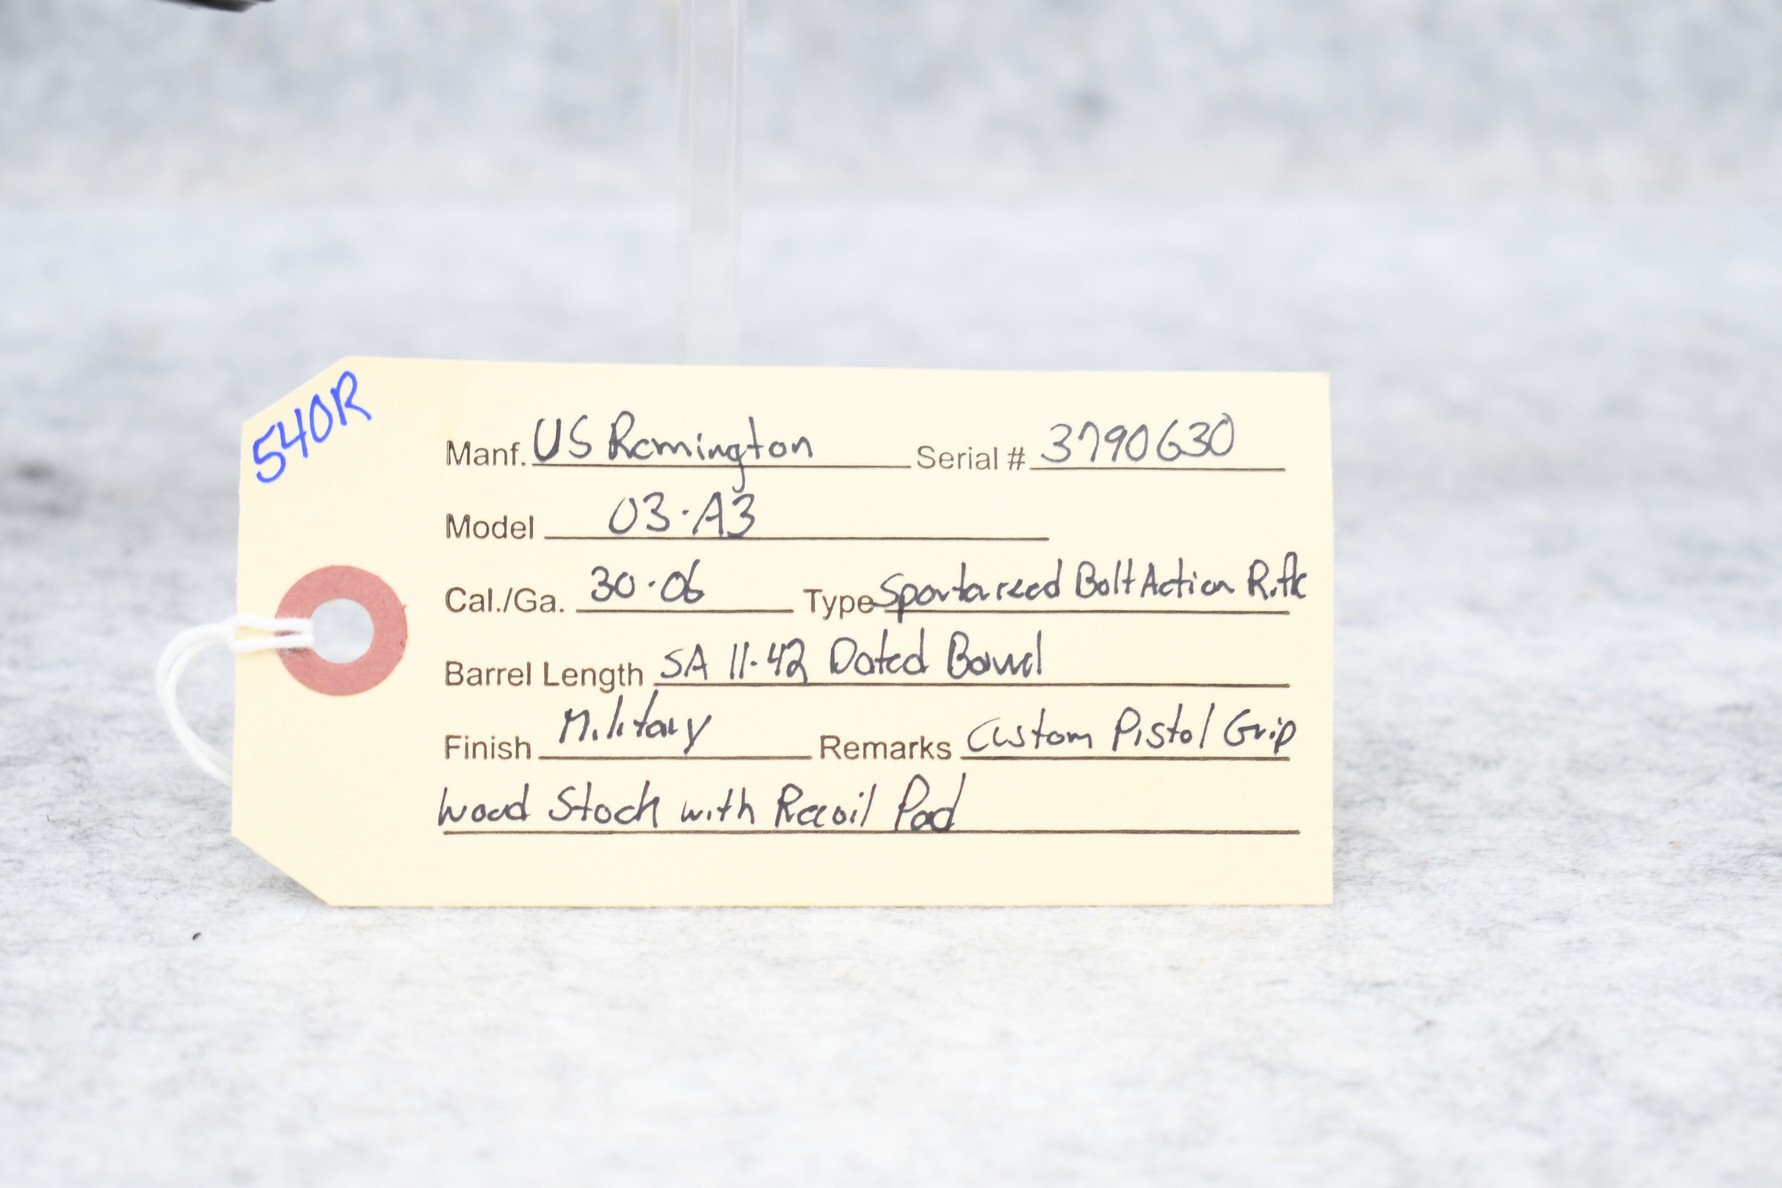 540R
Manf. US Remington Serial # 3790630
Model 03-A3
Cal./Ga. 30-06 Type Sportarized Bolt Action Rifle
Barrel Length SA 11-42 Dated Barrel
Finish Military Remarks Custom Pistol Grip
Wood Stock with Recoil Pad